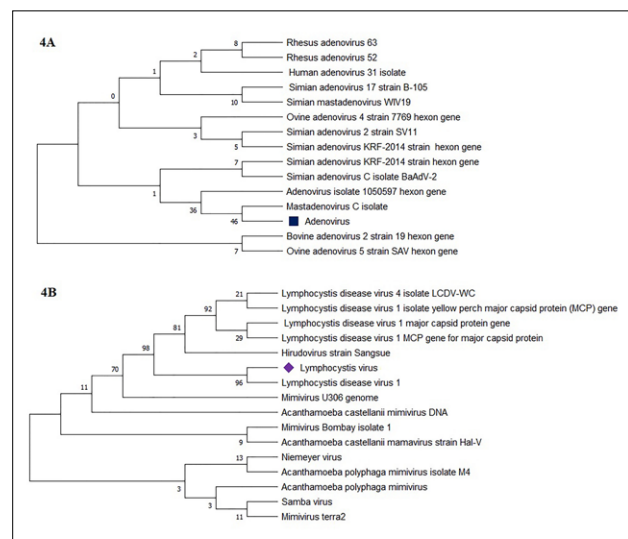 4A
8
Rhesus adenovirus 63
Rhesus adenovirus 52
2
Human adenovirus 31 isolate
1
Simian adenovirus 17 strain B-105
10
Simian mastadenovirus WIV19
0
Ovine adenovirus 4 strain 7769 hexon gene
3
Simian adenovirus 2 strain SV11
5
Simian adenovirus KRF-2014 strain hexon gene
7
Simian adenovirus KRF-2014 strain hexon gene
Simian adenovirus C isolate BaAdV-2
1
Adenovirus isolate 1050597 hexon gene
36
Mastadenovirus C isolate
46
Adenovirus
Bovine adenovirus 2 strain 19 hexon gene
7
Ovine adenovirus 5 strain SAV hexon gene
4B
21
Lymphocystis disease virus 4 isolate LCDV-WC
92
Lymphocystis disease virus 1 isolate yellow perch major capsid protein (MCP) gene
81
Lymphocystis disease virus 1 major capsid protein gene
29
Lymphocystis disease virus 1 MCP gene for major capsid protein
98
Hirudovirus strain Sangsue
70
Lymphocystis virus
96
Lymphocystis disease virus 1
11
Mimivirus U306 genome
Acanthamoeba castellanii mimivirus DNA
Mimivirus Bombay isolate 1
9
Acanthamoeba castellanii mamavirus strain Hal-V
13
Niemeyer virus
Acanthamoeba polyphaga mimivirus isolate M4
3
Acanthamoeba polyphaga mimivirus
3
Samba virus
11
Mimivirus terra2